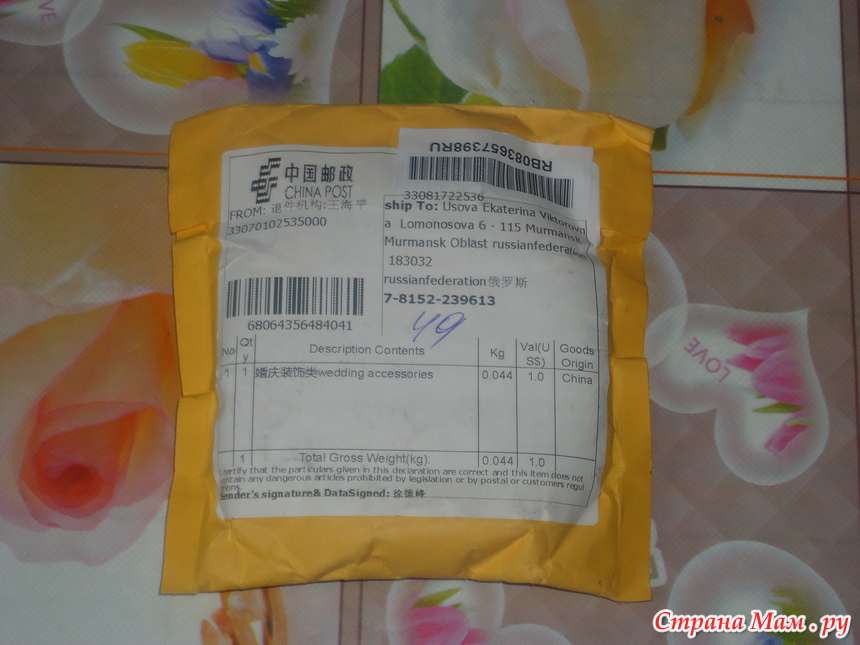 RB083657398RU
中国邮政
CHINA POST
FROM: 退件机构:王海平
33070102535000
33081722536
ship To: Usova Ekaterina Viktorovn
a Lomonosova 6 - 115 Murmansk
Murmansk Oblast russianfederation
183032
russianfederation俄罗斯
7-8152-239613
68064356484041
49
No Qty Description Contents Kg Val(US$) Goods Origin
1 1 婚庆装饰类wedding accessories 0.044 1.0 China
1 Total Gross Weight(kg): 0.044 1.0
I certify that the particulars given in this declaration are correct and this item does not
contain any dangerous articles prohibited by legislation or by postal or customers regul
ations.
Sender's signature& DataSigned: 徐德峰
LOVE
Страна Мам.ру